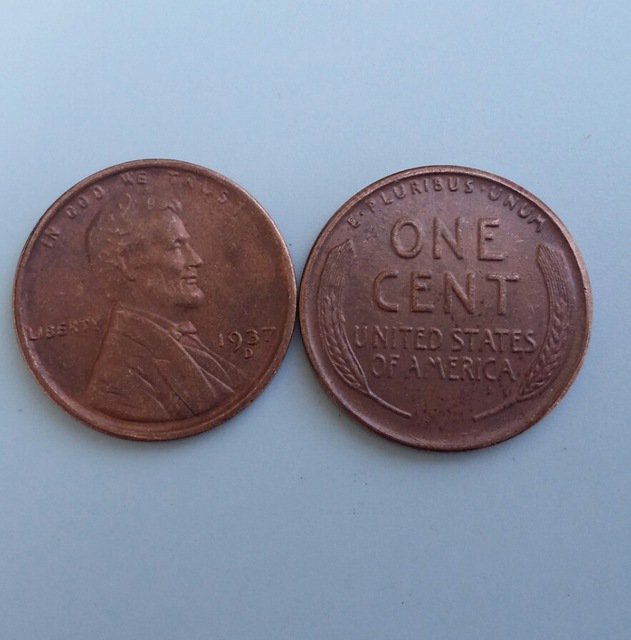 IN GOD WE TRUST
LIBERTY
1937
D
E·PLURIBUS·UNUM
ONE
CENT
UNITED STATES
OF AMERICA